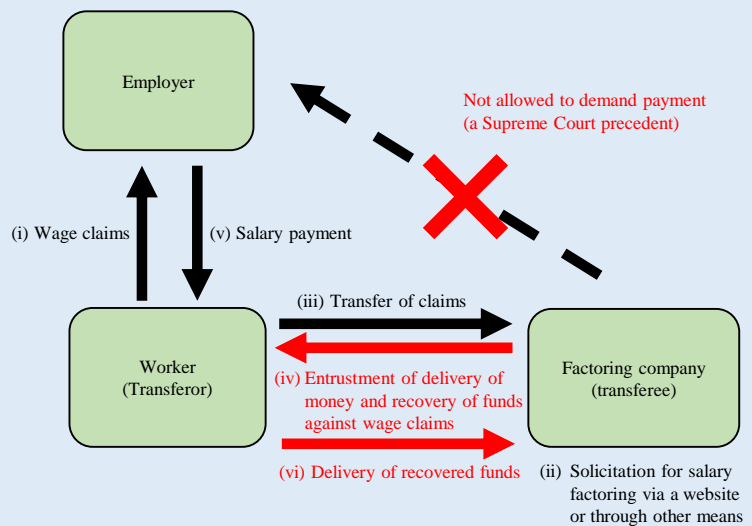 Employer
Not allowed to demand payment
(a Supreme Court precedent)
(i) Wage claims
(v) Salary payment
(iii) Transfer of claims
Worker
(Transferor)
(iv) Entrustment of delivery of
money and recovery of funds
against wage claims
Factoring company
(transferee)
(vi) Delivery of recovered funds
(ii) Solicitation for salary
factoring via a website
or through other means